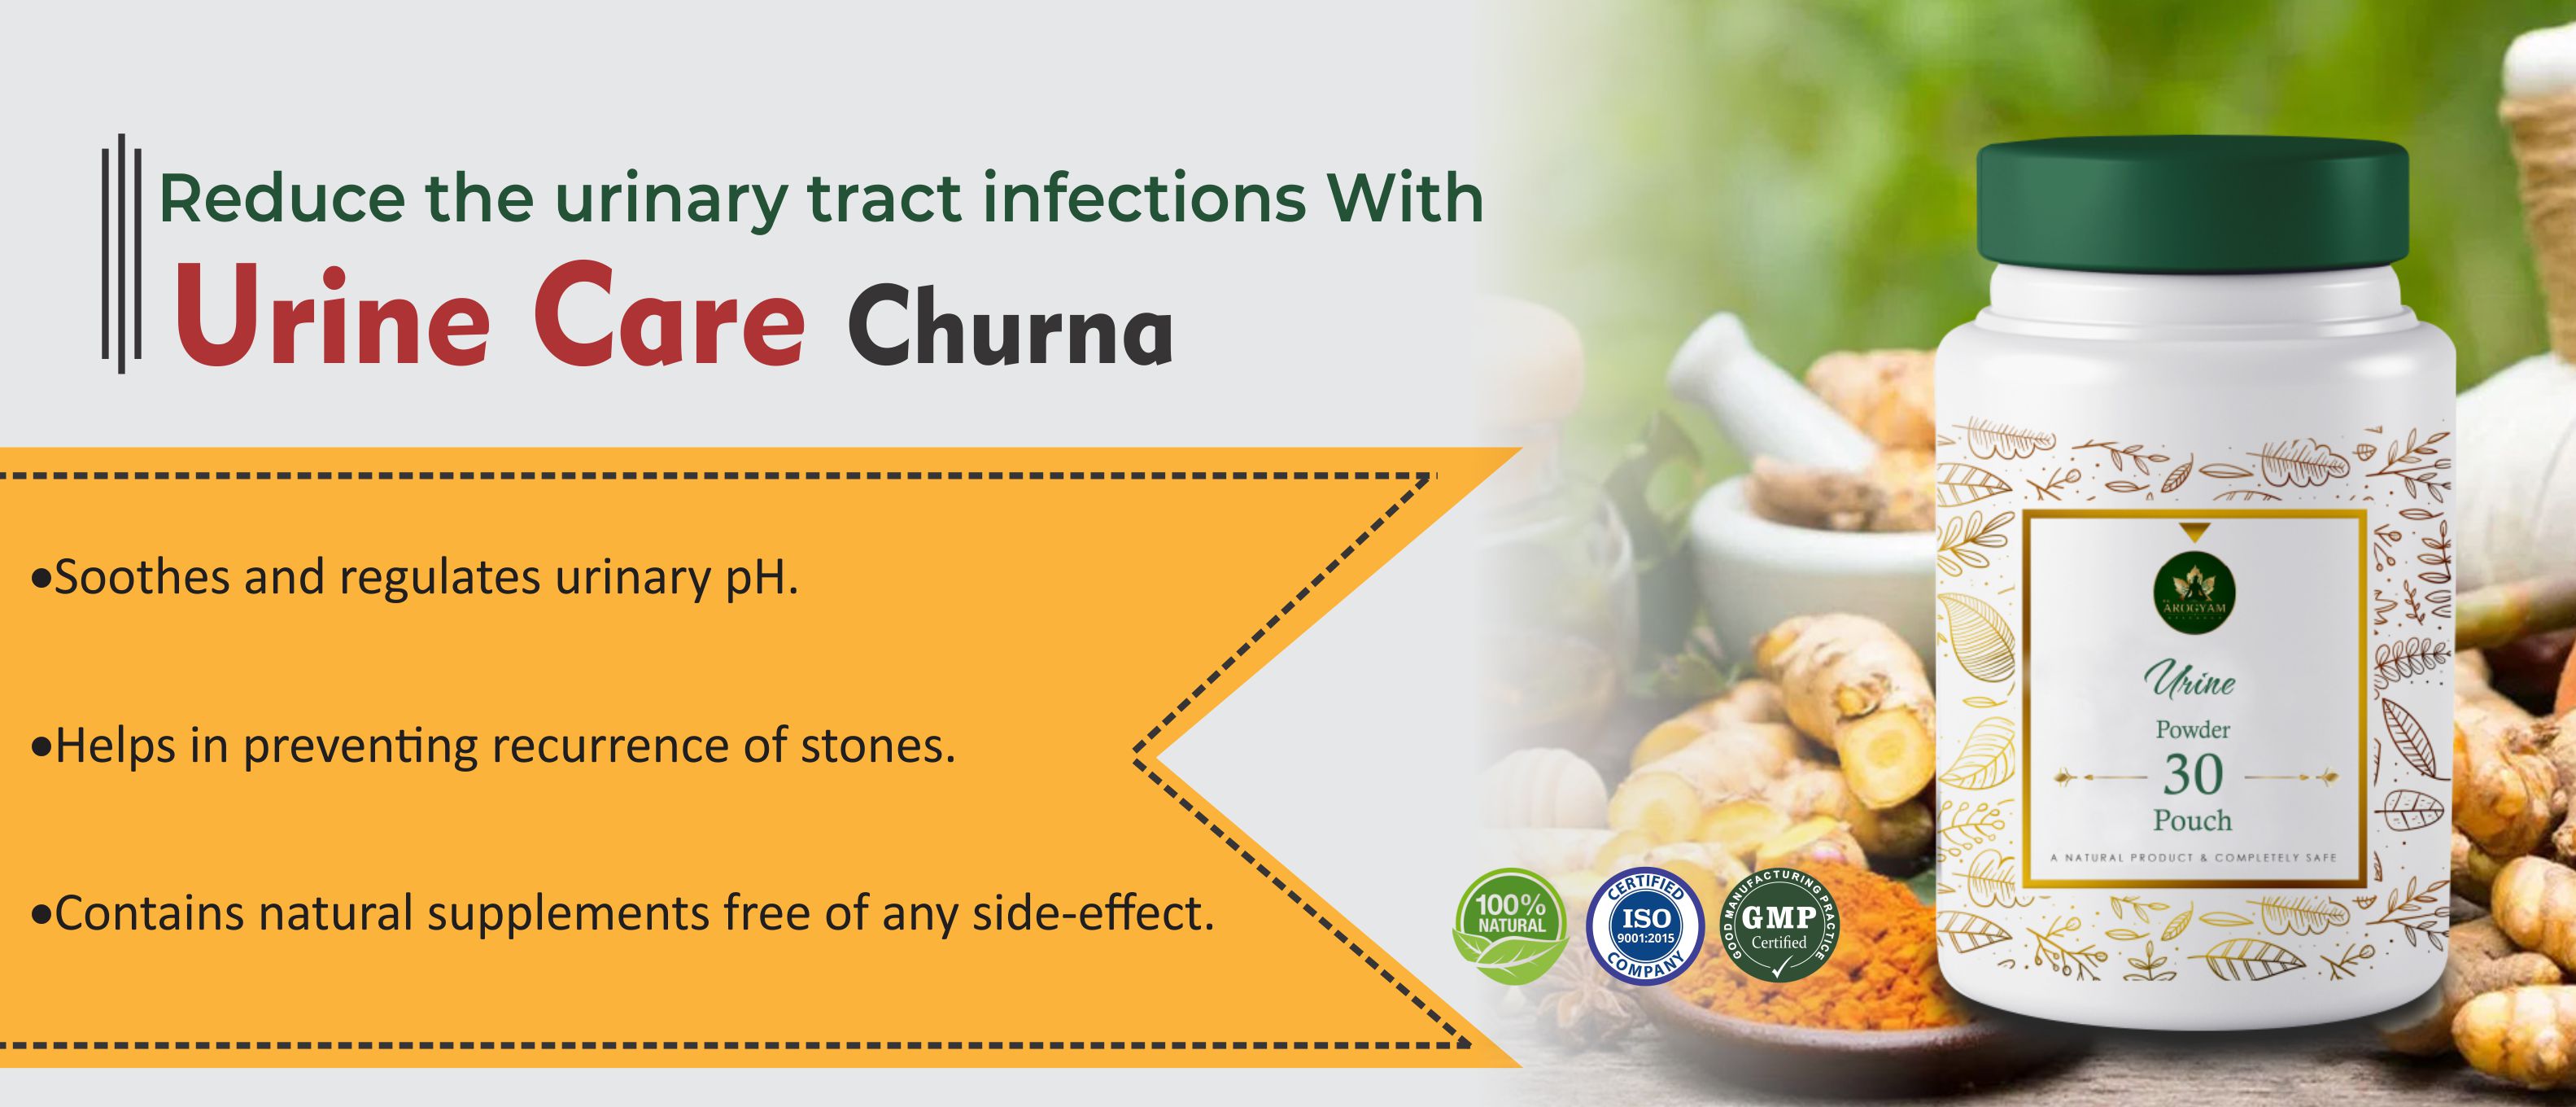 Reduce the urinary tract infections With
Urine Care Churna
•Soothes and regulates urinary pH.
•Helps in preventing recurrence of stones.
•Contains natural supplements free of any side-effect.
100%
NATURAL
CERTIFIED
ISO
9001:2015
COMPANY
GOOD MANUFACTURING PRACTICE
GMP
Certified
AROGYAM
Urine
Powder
30
Pouch
A NATURAL PRODUCT & COMPLETELY SAFE